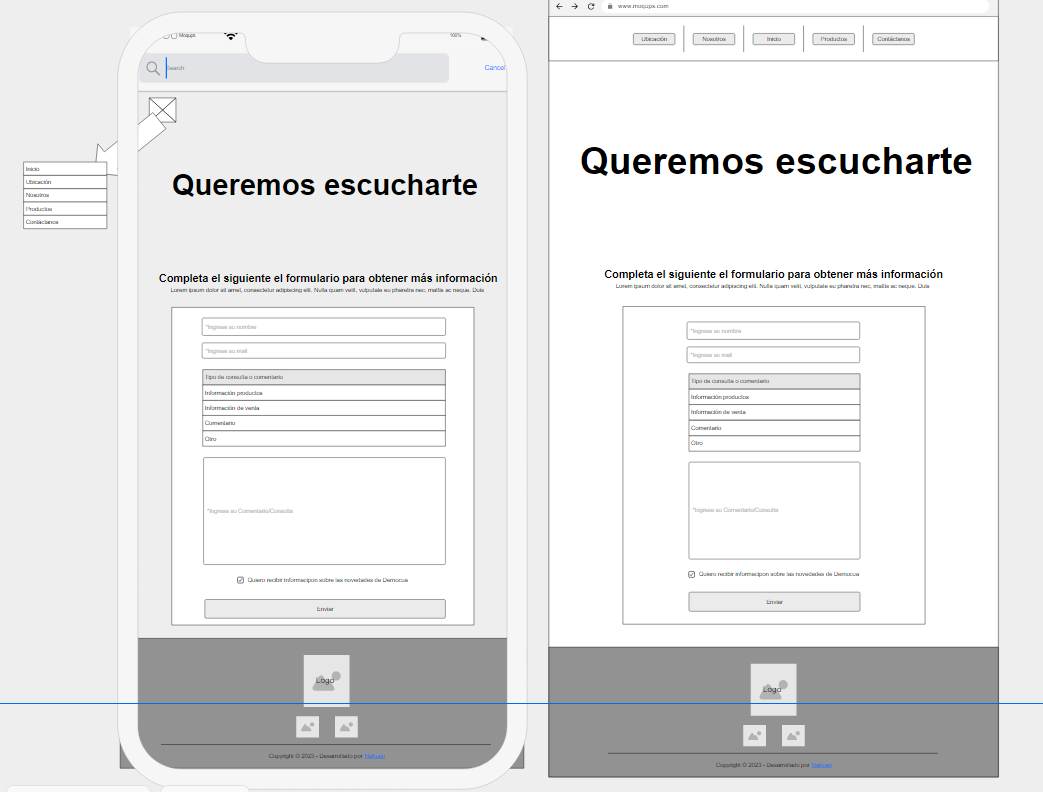 Moqups
100%
Search
Cancel
Inicio
Ubicación
Nosotros
Productos
Contáctanos
Queremos escucharte
Completa el siguiente el formulario para obtener más información
Lorem ipsum dolor sit amet, consectetur adipiscing elit. Nulla quam velit, vulputate eu pharetra nec, mattis ac neque. Duis
*Ingrese su nombre
*Ingrese su mail
Tipo de consulta o comentario
Información productos
Información de venta
Comentario
Otro
*Ingrese su Comentario/Consulta
Quiero recibir informacipon sobre las novedades de Democua
Enviar
Logo
Copyright © 2023 - Desarrollado por Nahuen
www.moqups.com
Ubicación
Nosotros
Inicio
Productos
Contáctanos
Queremos escucharte
Completa el siguiente el formulario para obtener más información
Lorem ipsum dolor sit amet, consectetur adipiscing elit. Nulla quam velit, vulputate eu pharetra nec, mattis ac neque. Duis
*Ingrese su nombre
*Ingrese su mail
Tipo de consulta o comentario
Información productos
Información de venta
Comentario
Otro
*Ingrese su Comentario/Consulta
Quiero recibir informacipon sobre las novedades de Democua
Enviar
Logo
Copyright © 2023 - Desarrollado por Nahuen